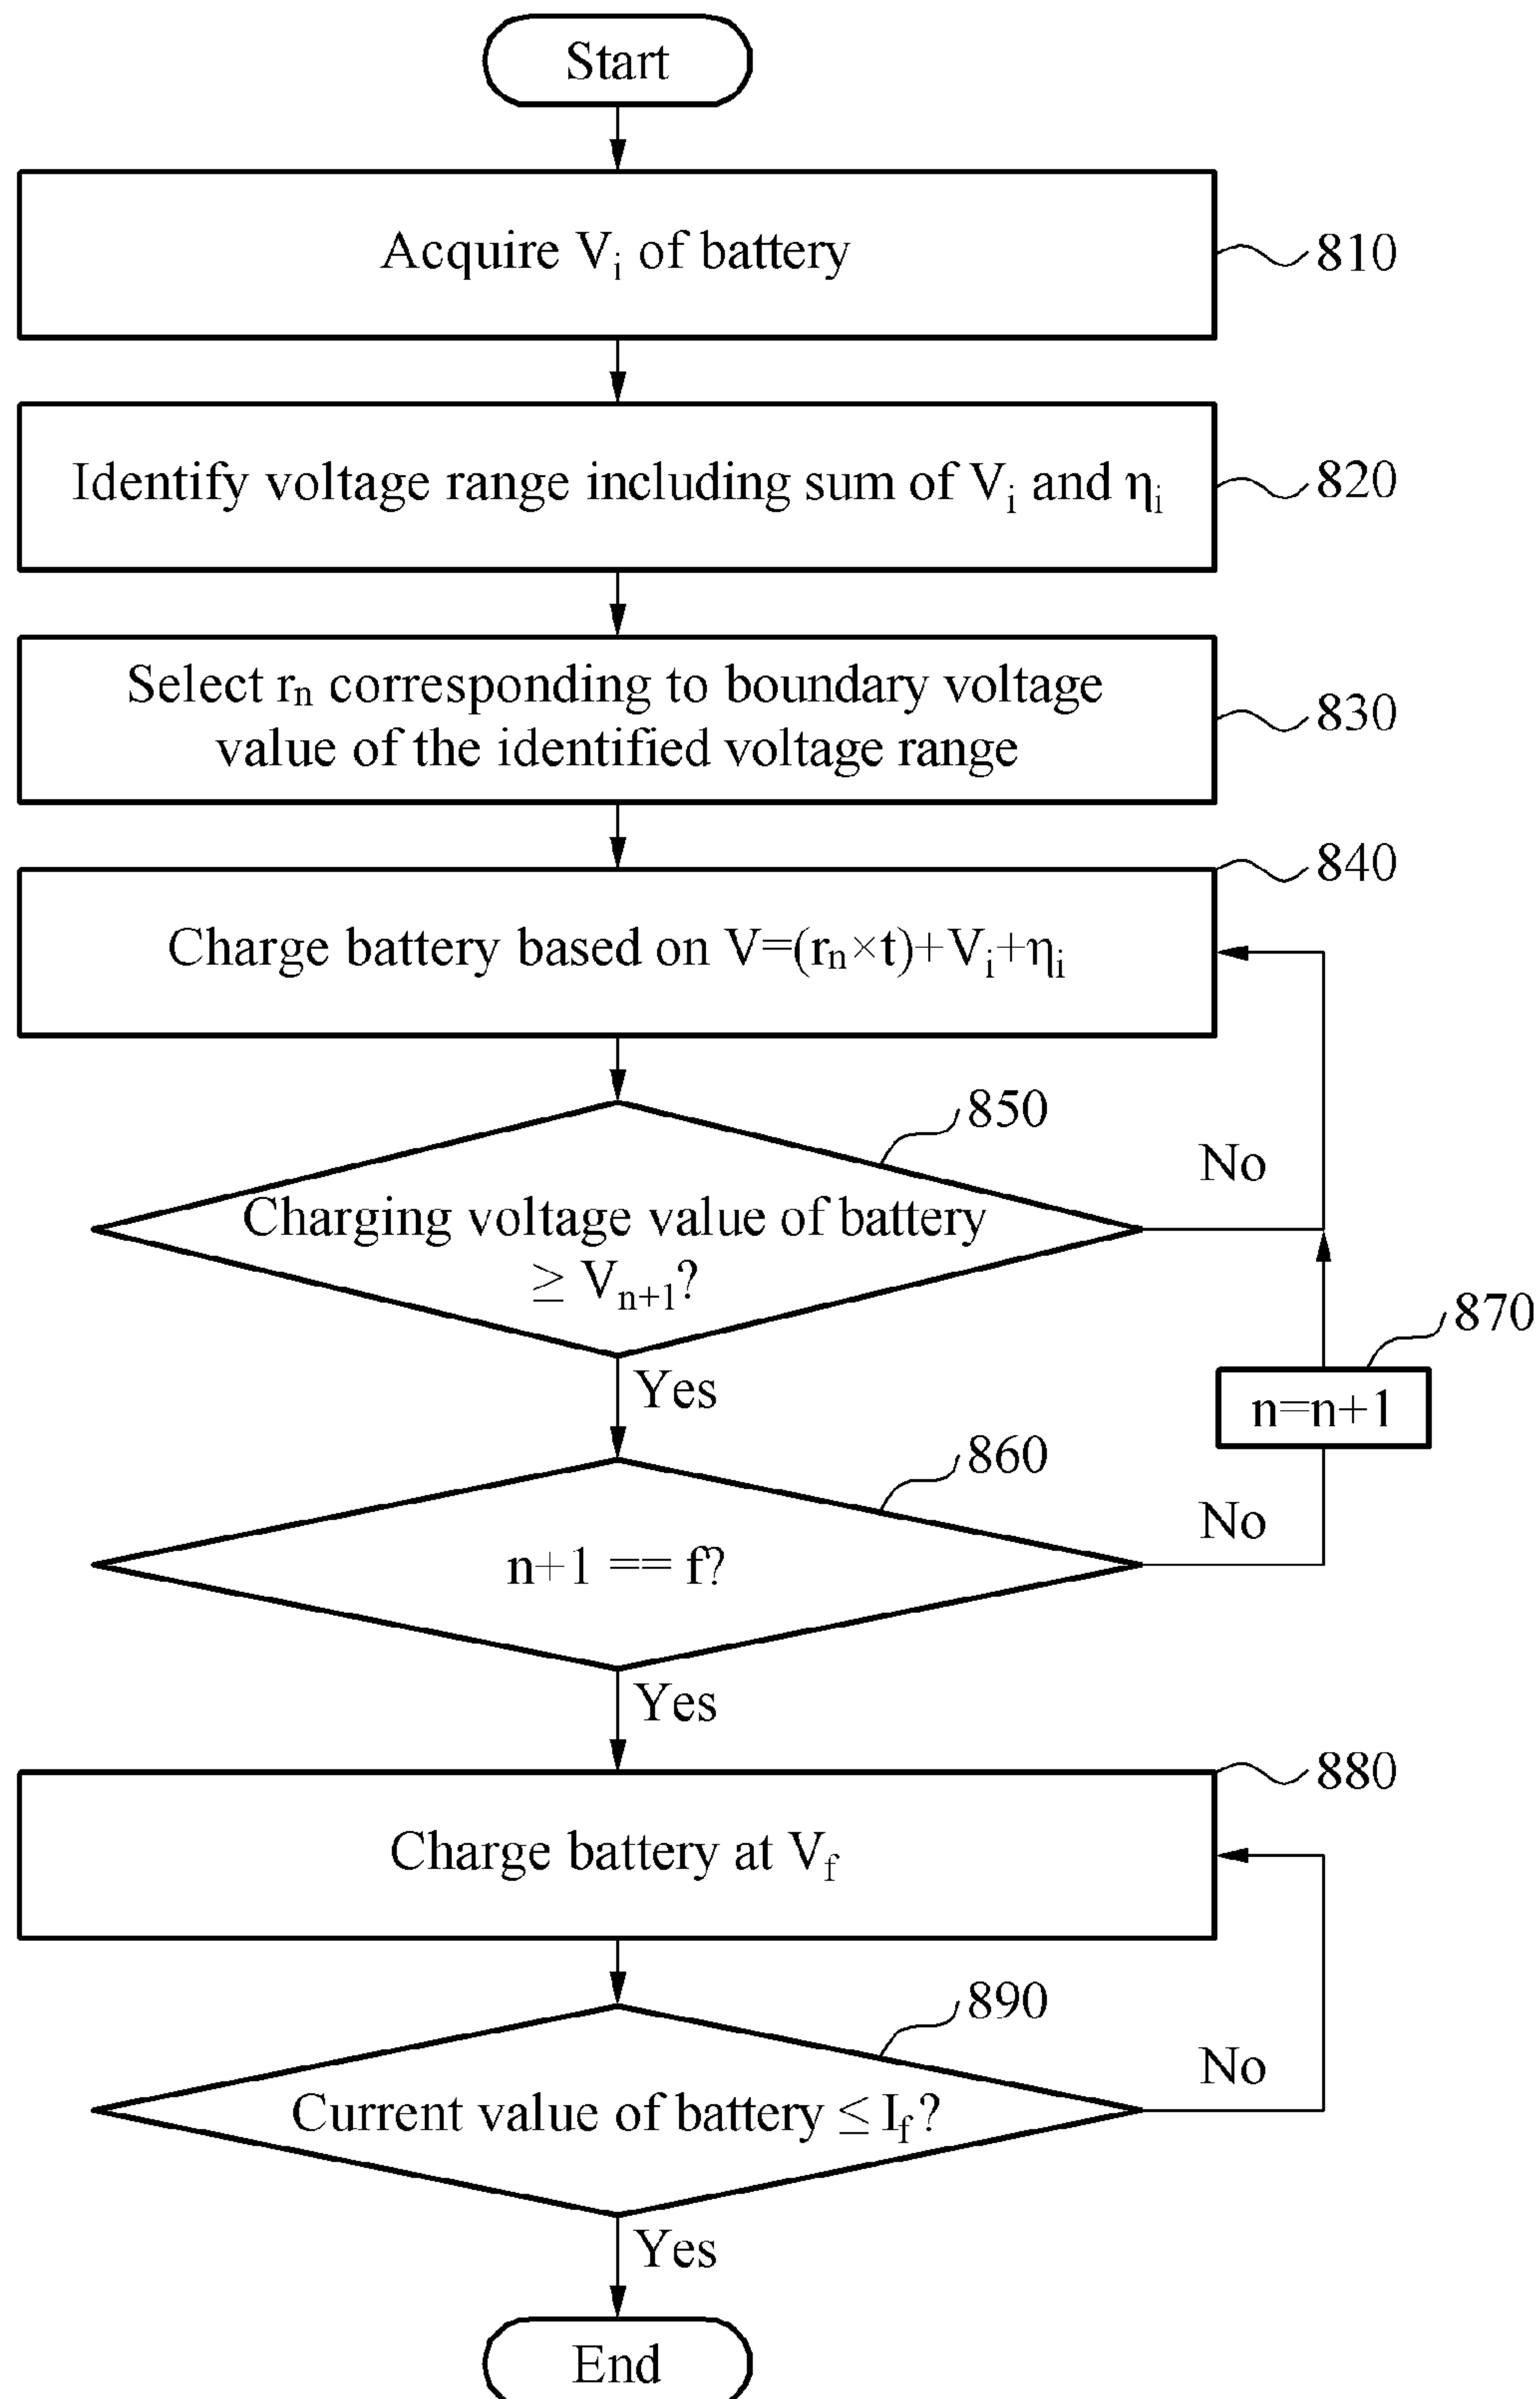 Start
Acquire Vᵢ of battery
810
Identify voltage range including sum of Vᵢ and ηᵢ
820
Select rₙ corresponding to boundary voltage
value of the identified voltage range
830
840
Charge battery based on V=(rₙ×t)+Vᵢ+ηᵢ
850
No
Charging voltage value of battery
≥ Vₙ₊₁?
870
Yes
n=n+1
860
No
n+1 == f?
Yes
880
Charge battery at V_f
890
No
Current value of battery ≤ I_f?
Yes
End